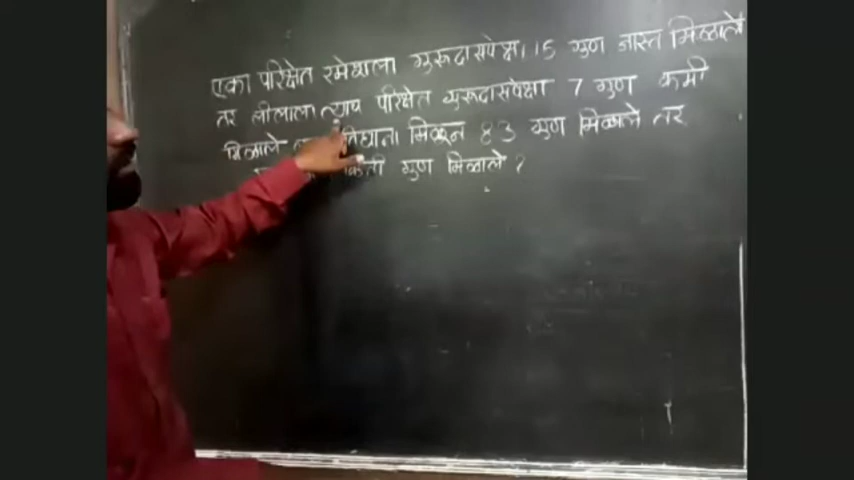 एका परिक्षेत रमेशला गुरूदासपेक्षा 15 गुण जास्त मिळाले
तर लीलाला त्याच परिक्षेत गुरूदासपेक्षा 7 गुण कमी
मिळाले तिघांना मिळून 83 गुण मिळाले तर
किती गुण मिळाले ?